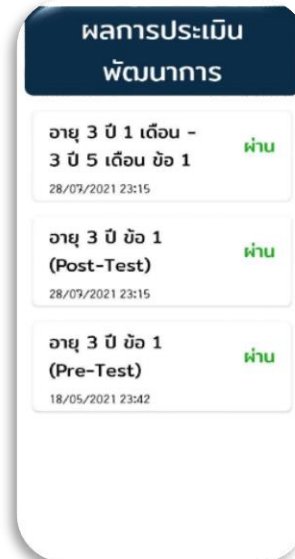 ผลการประเมิน
พัฒนาการ
อายุ 3 ปี 1 เดือน -
3 ปี 5 เดือน ข้อ 1
ผ่าน
28/07/2021 23:15
อายุ 3 ปี ข้อ 1
(Post-Test)
ผ่าน
28/07/2021 23:15
อายุ 3 ปี ข้อ 1
(Pre-Test)
ผ่าน
18/05/2021 23:42